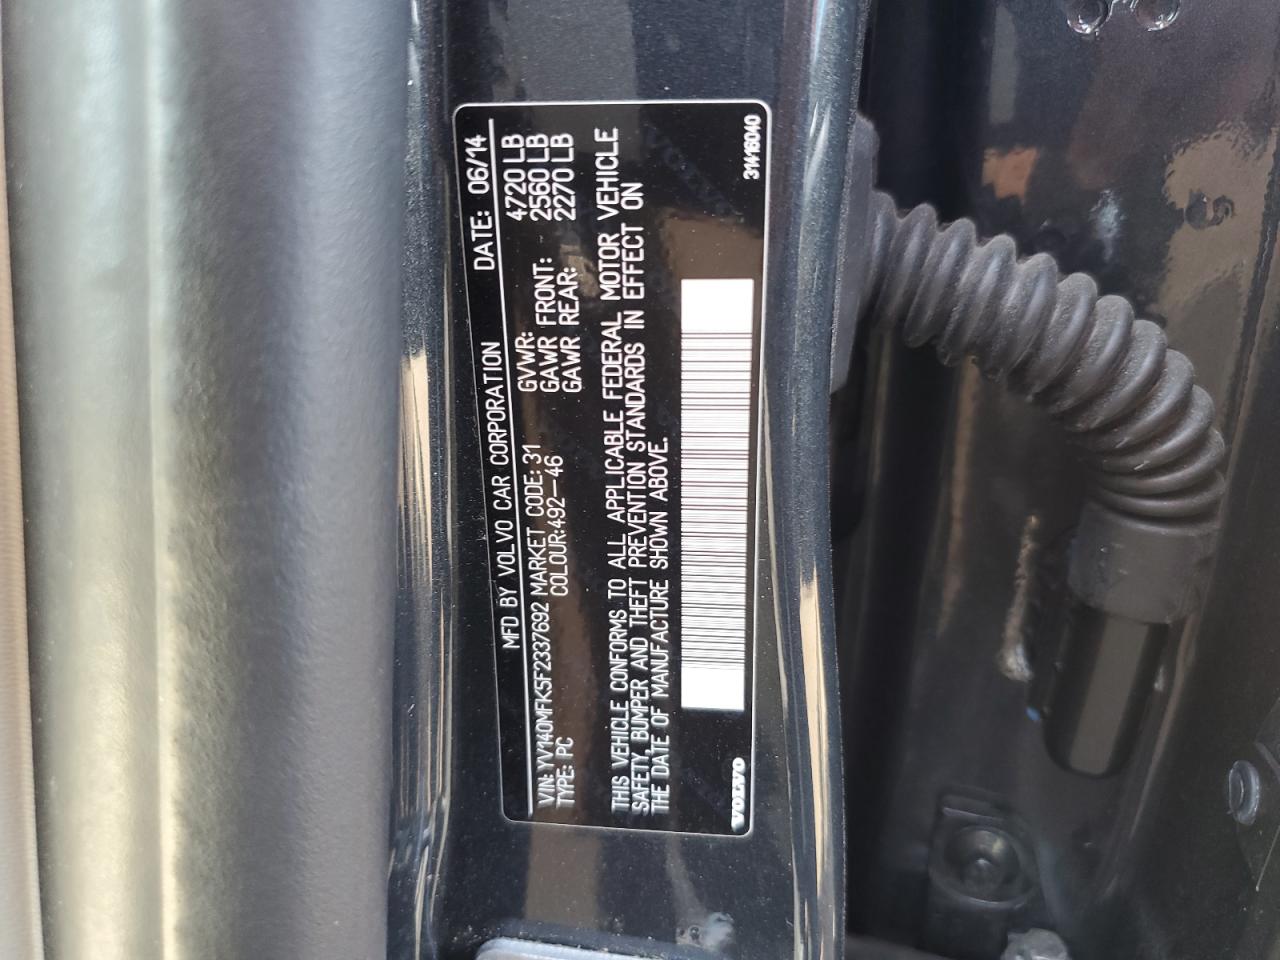 MFD BY VOLVO CAR CORPORATION DATE: 06/14
VIN: YV140MFK5F2337692 MARKET CODE: 31 GVWR: 4720 LB
TYPE: PC COLOUR:492-46 GAWR FRONT: 2560 LB
GAWR REAR: 2270 LB
THIS VEHICLE CONFORMS TO ALL APPLICABLE FEDERAL MOTOR VEHICLE
SAFETY, BUMPER AND THEFT PREVENTION STANDARDS IN EFFECT ON
THE DATE OF MANUFACTURE SHOWN ABOVE.
VOLVO 31416040